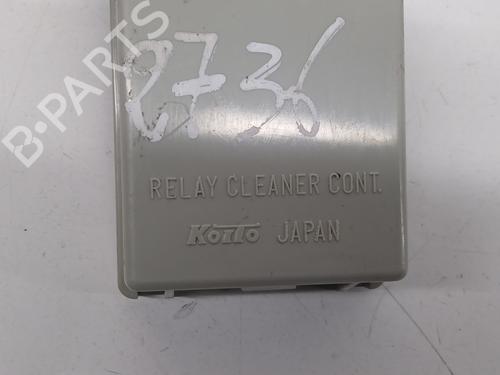 B-PARTS
2736
RELAY CLEANER CONT.
KOITO JAPAN